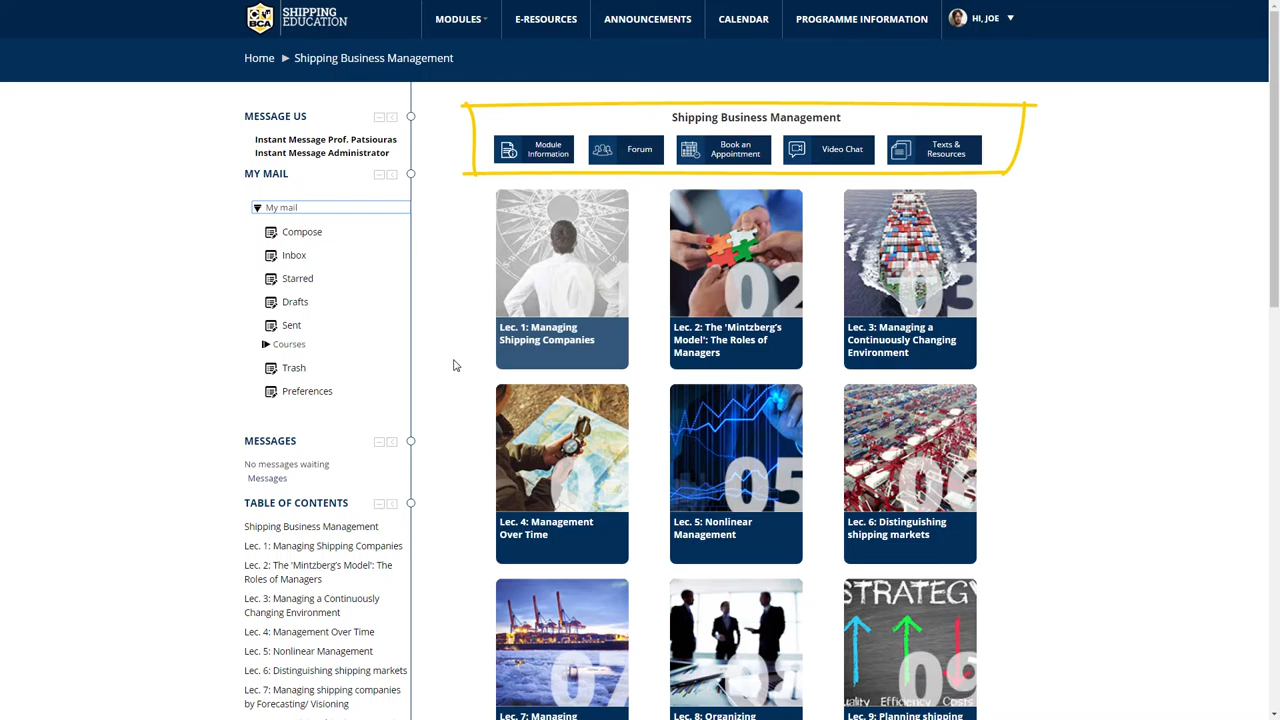 BCA
SHIPPING
EDUCATION
MODULES
E-RESOURCES
ANNOUNCEMENTS
CALENDAR
PROGRAMME INFORMATION
HI, JOE
Home
Shipping Business Management
MESSAGE US
Instant Message Prof. Patsiouras
Instant Message Administrator
MY MAIL
My mail
Compose
Inbox
Starred
Drafts
Sent
Courses
Trash
Preferences
MESSAGES
No messages waiting
Messages
TABLE OF CONTENTS
Shipping Business Management
Lec. 1: Managing Shipping Companies
Lec. 2: The 'Mintzberg's Model': The
Roles of Managers
Lec. 3: Managing a Continuously
Changing Environment
Lec. 4: Management Over Time
Lec. 5: Nonlinear Management
Lec. 6: Distinguishing shipping markets
Lec. 7: Managing shipping companies
by Forecasting/ Visioning
Shipping Business Management
Module
Information
Forum
Book an
Appointment
Video Chat
Texts &
Resources
Lec. 1: Managing
Shipping Companies
02
Lec. 2: The 'Mintzberg's
Model': The Roles of
Managers
03
Lec. 3: Managing a
Continuously Changing
Environment
Lec. 4: Management
Over Time
05
Lec. 5: Nonlinear
Management
06
Lec. 6: Distinguishing
shipping markets
07
Lec. 7: Managing
Lec. 8: Organizing
STRATEGY
09
Efficiency
Costs
Lec. 9: Planning shipping